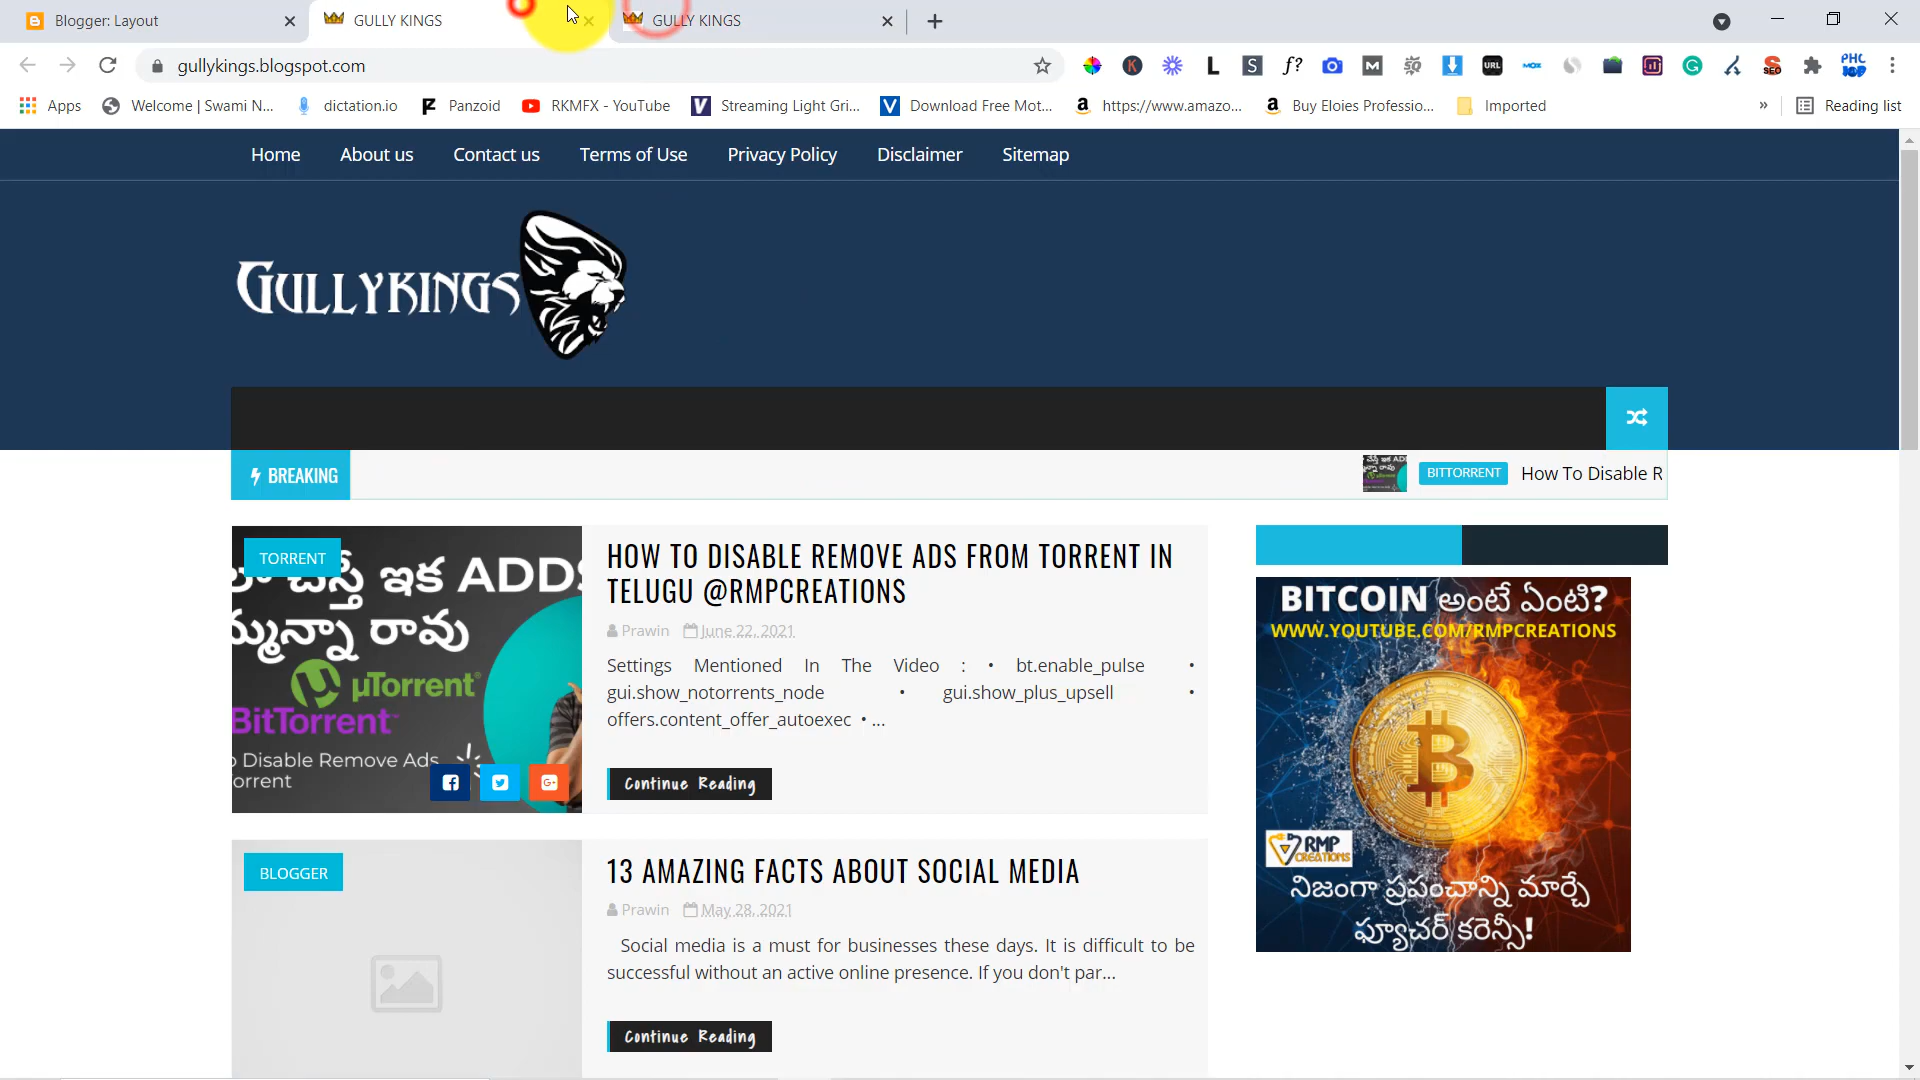 Blogger: Layout
GULLY KINGS
GULLY KINGS
gullykings.blogspot.com
Apps
Welcome | Swami N...
dictation.io
Panzoid
RKMFX - YouTube
Streaming Light Gri...
Download Free Mot...
https://www.amazo...
Buy Eloies Professio...
Imported
»
Reading list
Home
About us
Contact us
Terms of Use
Privacy Policy
Disclaimer
Sitemap
GULLYKINGS
BREAKING
BITTORRENT
How To Disable R
TORRENT
చేస్తే ఇక ADDS
మ్మన్నా రావు
µTorrent
BitTorrent
Disable Remove Ads
orrent
HOW TO DISABLE REMOVE ADS FROM TORRENT IN
TELUGU @RMPCREATIONS
Prawin June 22, 2021
Settings Mentioned In The Video : • bt.enable_pulse •
gui.show_notorrents_node • gui.show_plus_upsell •
offers.content_offer_autoexec • ...
Continue Reading
BITCOIN అంటే ఏంటి?
WWW.YOUTUBE.COM/RMPCREATIONS
RMP
CREATIONS
నిజంగా ప్రపంచాన్ని మార్చే
ఫ్యూచర్ కరెన్సీ!
BLOGGER
13 AMAZING FACTS ABOUT SOCIAL MEDIA
Prawin May 28, 2021
Social media is a must for businesses these days. It is difficult to be
successful without an active online presence. If you don't par...
Continue Reading